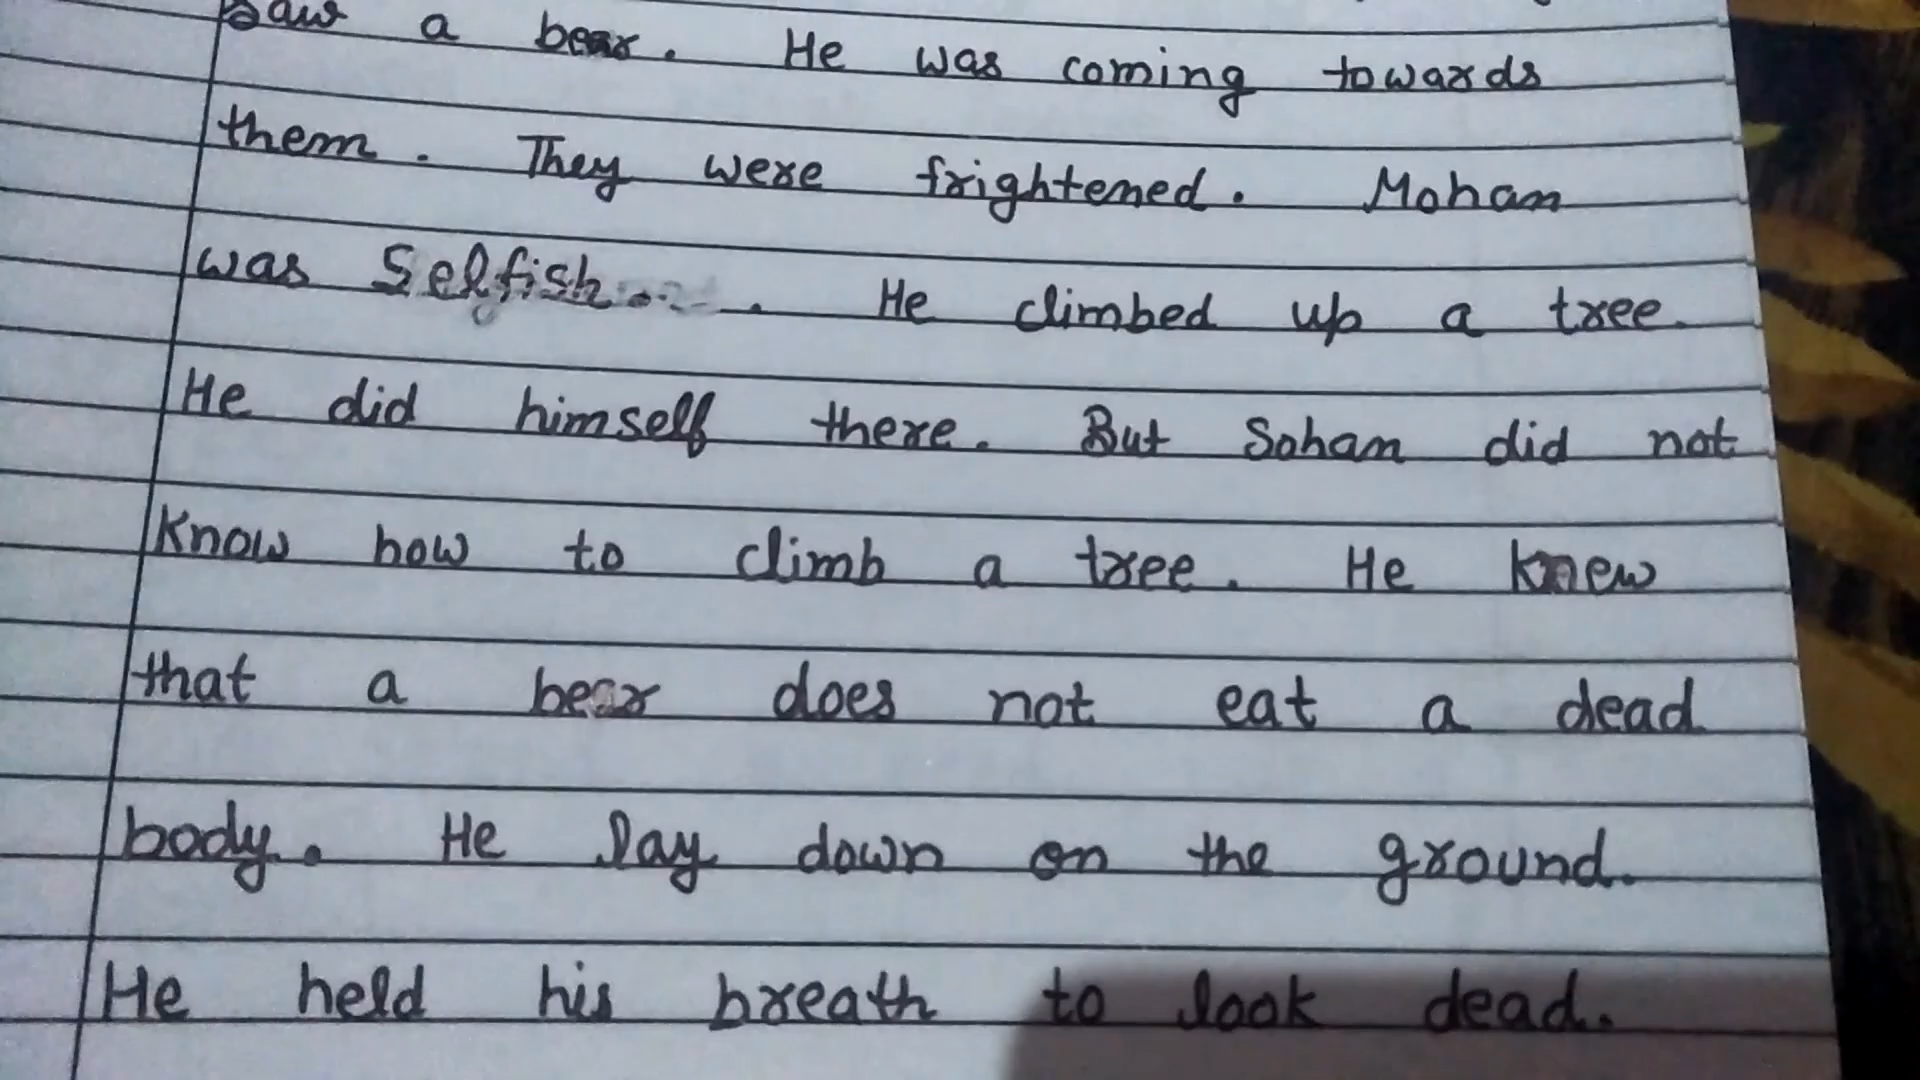 saw a bear. He was coming towards
them. They were frightened. Mohan
was Selfish. He climbed up a tree.
He did himself there. But Sohan did not
Know how to climb a tree. He knew
that a bear does not eat a dead
body. He lay down on the ground.
He held his breath to look dead.